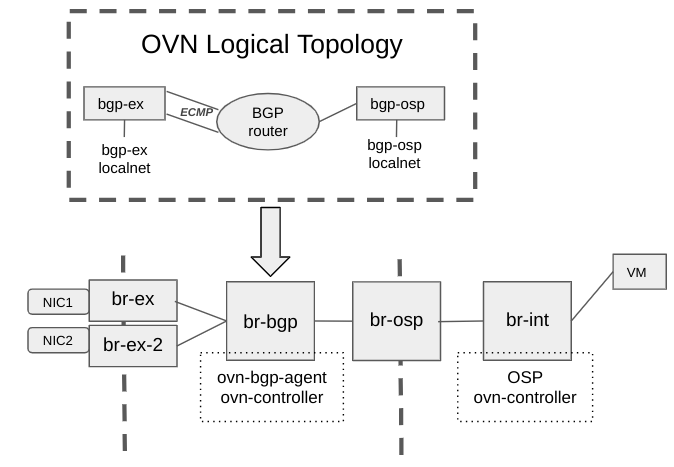 OVN Logical Topology
bgp-ex
ECMP
BGP
router
bgp-osp
bgp-ex
localnet
bgp-osp
localnet
VM
NIC1
br-ex
br-bgp
br-osp
br-int
NIC2
br-ex-2
ovn-bgp-agent
ovn-controller
OSP
ovn-controller